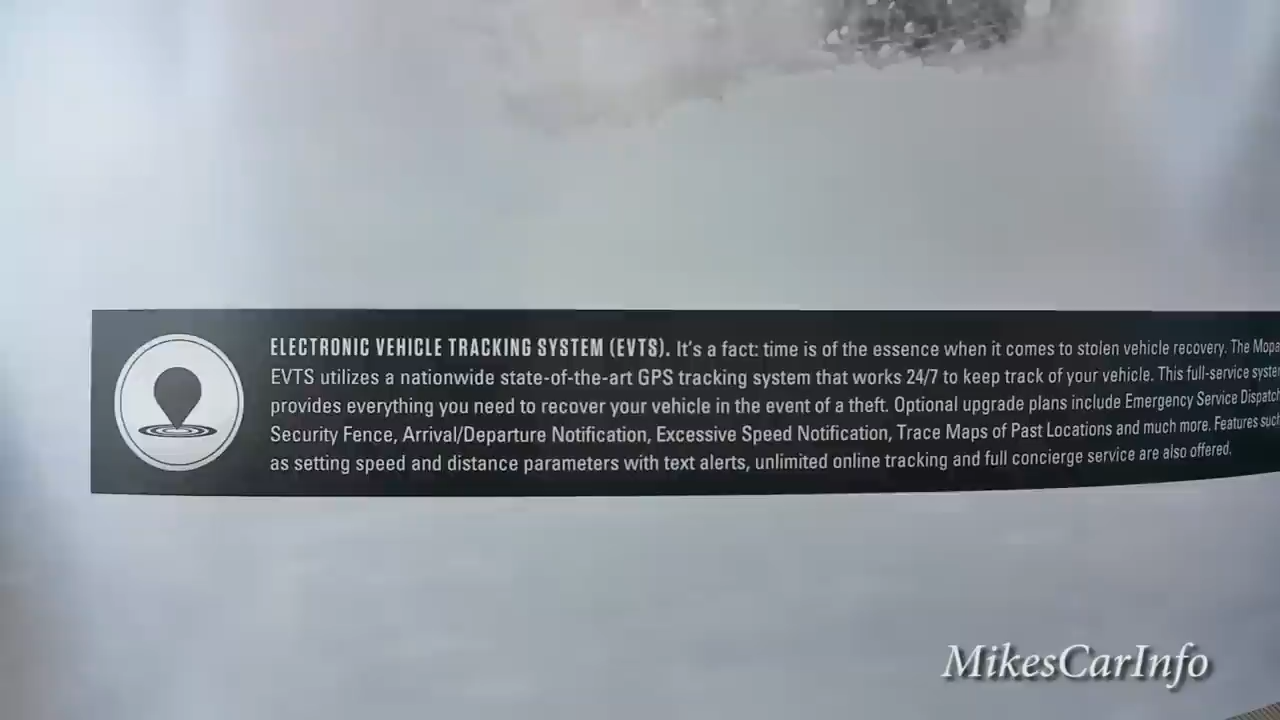 ELECTRONIC VEHICLE TRACKING SYSTEM (EVTS). It's a fact: time is of the essence when it comes to stolen vehicle recovery. The Mopa
EVTS utilizes a nationwide state-of-the-art GPS tracking system that works 24/7 to keep track of your vehicle. This full-service syste
provides everything you need to recover your vehicle in the event of a theft. Optional upgrade plans include Emergency Service Dispatch
Security Fence, Arrival/Departure Notification, Excessive Speed Notification, Trace Maps of Past Locations and much more. Features such
as setting speed and distance parameters with text alerts, unlimited online tracking and full concierge service are also offered.
MikesCarInfo